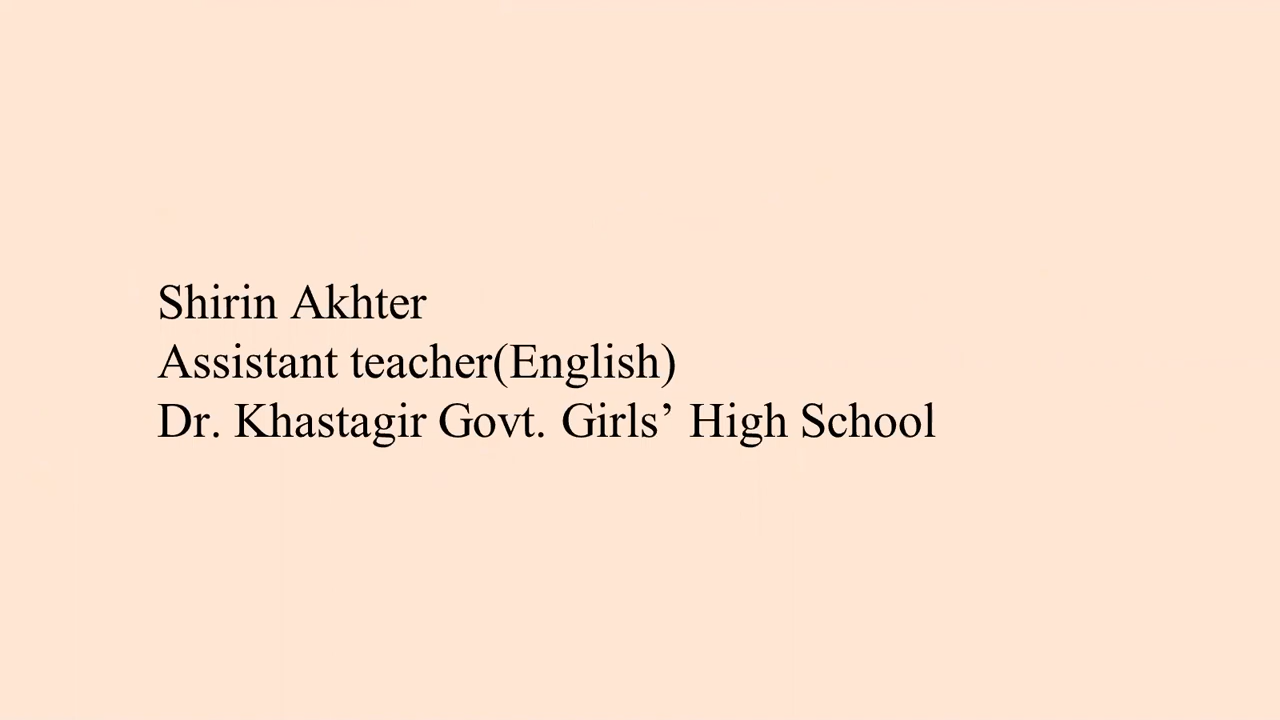 Shirin Akhter
Assistant teacher(English)
Dr. Khastagir Govt. Girls’ High School